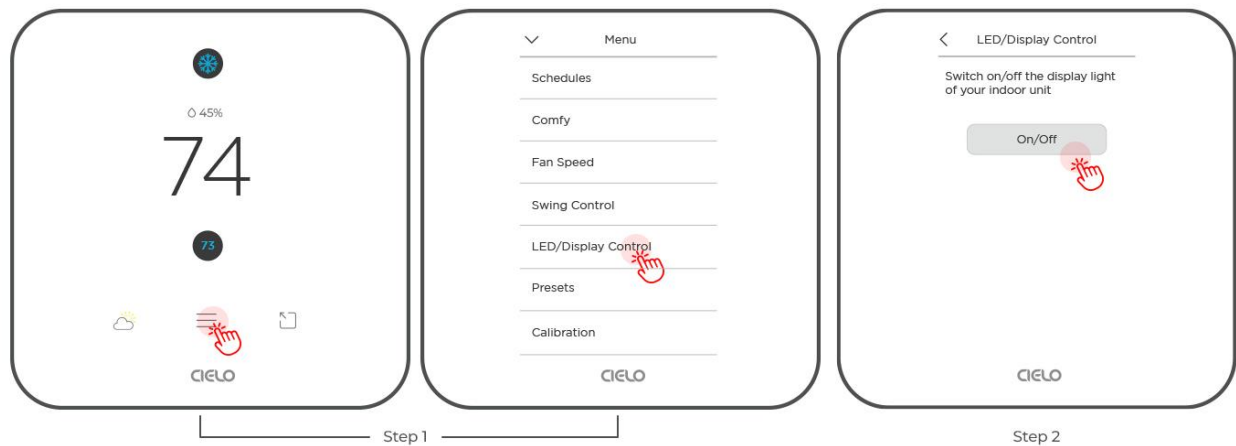 45%
74
73
CIELO
Menu
Schedules
Comfy
Fan Speed
Swing Control
LED/Display Control
Presets
Calibration
CIELO
LED/Display Control
Switch on/off the display light
of your indoor unit
On/Off
CIELO
Step 1
Step 2